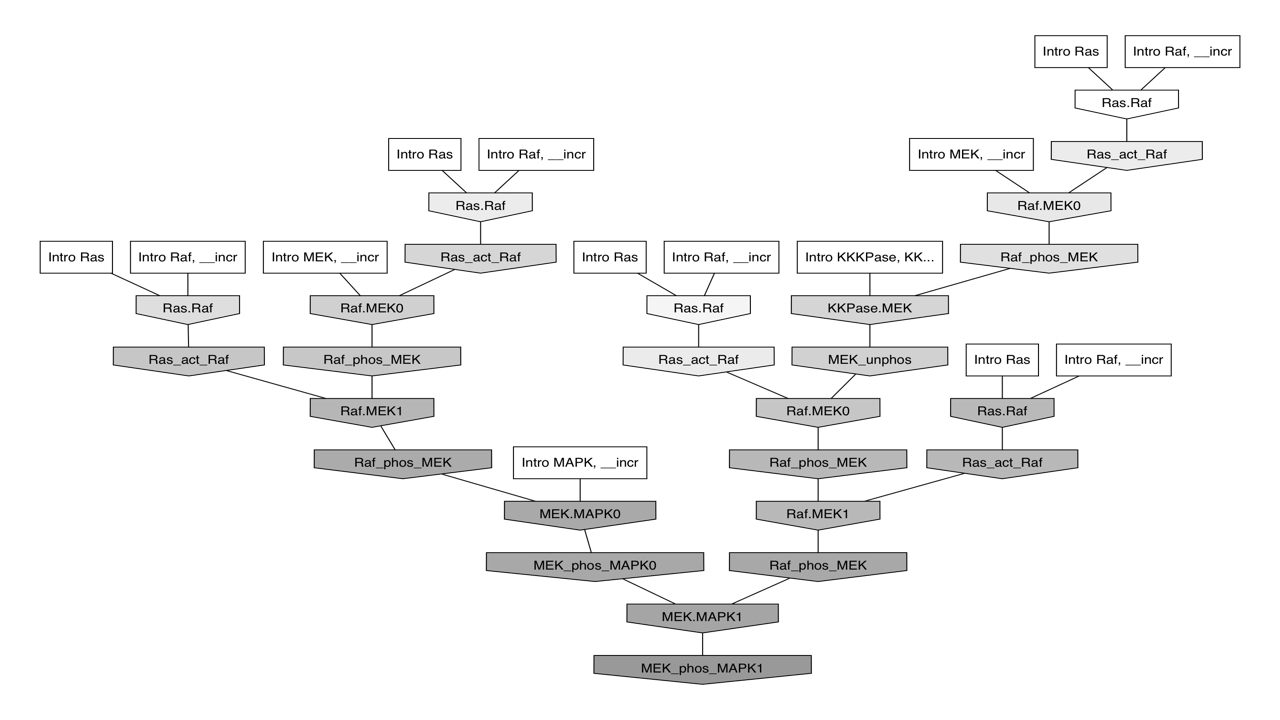 Intro Ras
Intro Raf, __incr
Ras.Raf
Intro Ras
Intro Raf, __incr
Intro MEK, __incr
Ras_act_Raf
Ras.Raf
Raf.MEK0
Intro Ras
Intro Raf, __incr
Intro MEK, __incr
Ras_act_Raf
Intro Ras
Intro Raf, __incr
Intro KKKPase, KK...
Raf_phos_MEK
Ras.Raf
Raf.MEK0
Ras.Raf
KKPase.MEK
Ras_act_Raf
Raf_phos_MEK
Ras_act_Raf
MEK_unphos
Intro Ras
Intro Raf, __incr
Raf.MEK1
Raf.MEK0
Ras.Raf
Raf_phos_MEK
Intro MAPK, __incr
Raf_phos_MEK
Ras_act_Raf
MEK.MAPK0
Raf.MEK1
MEK_phos_MAPK0
Raf_phos_MEK
MEK.MAPK1
MEK_phos_MAPK1